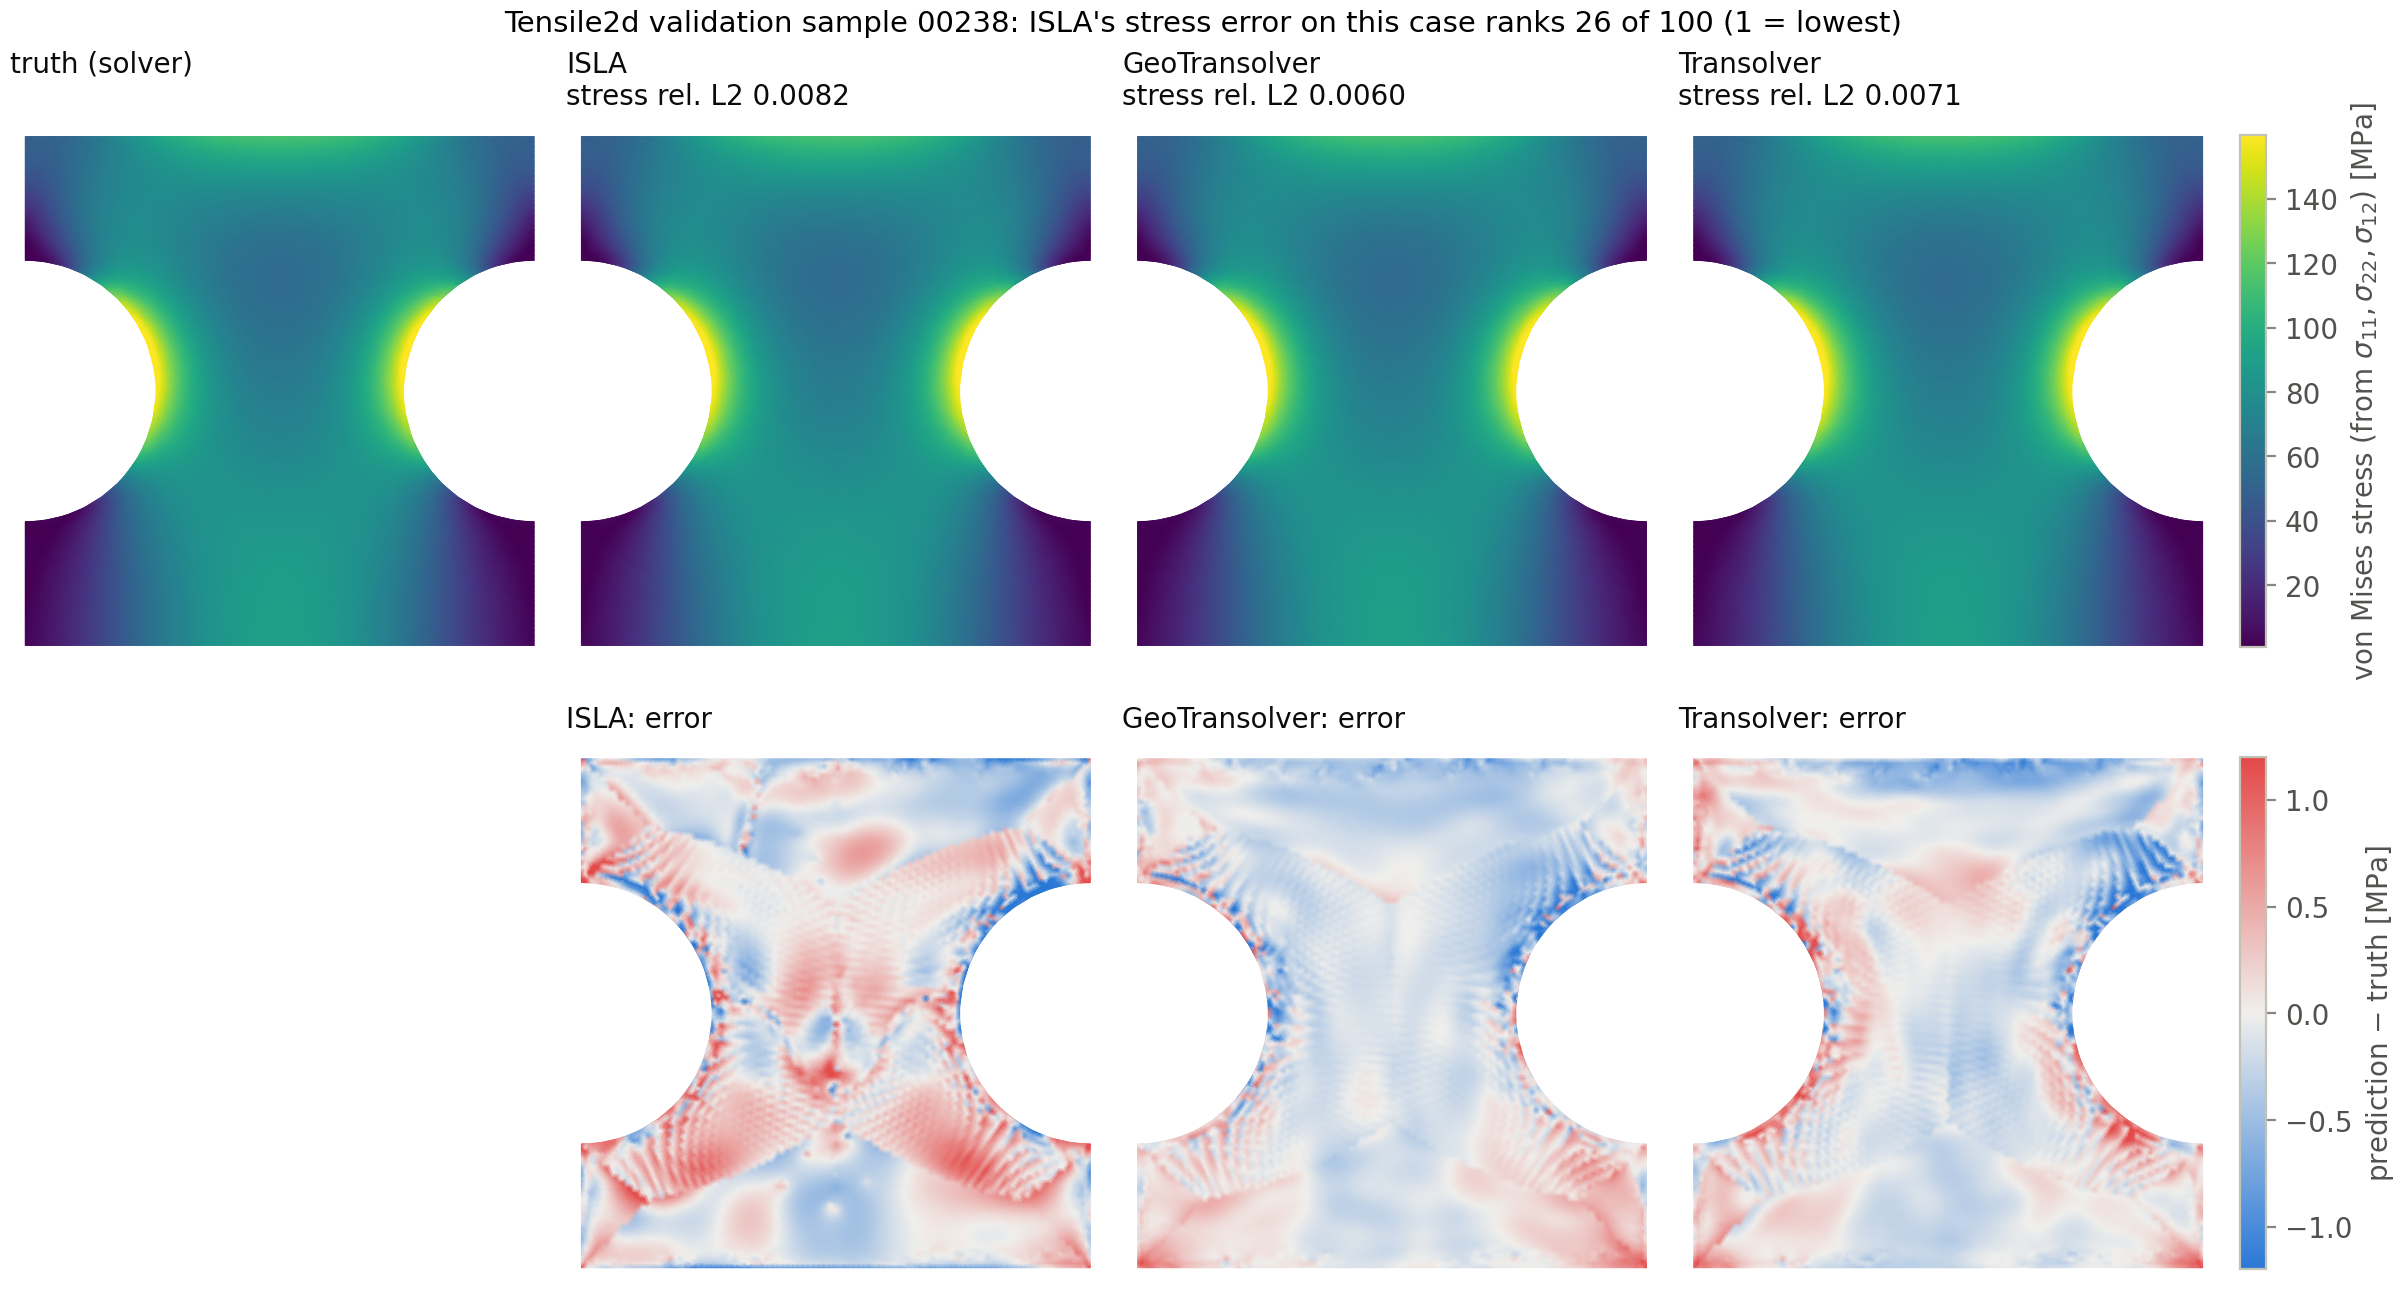 Tensile2d validation sample 00238: ISLA's stress error on this case ranks 26 of 100 (1 = lowest)
truth (solver)
ISLA
stress rel. L2 0.0082
GeoTransolver
stress rel. L2 0.0060
Transolver
stress rel. L2 0.0071
140
120
100
80
60
40
20
von Mises stress (from σ₁₁, σ₂₂, σ₁₂) [MPa]
ISLA: error
GeoTransolver: error
Transolver: error
1.0
0.5
0.0
−0.5
−1.0
prediction − truth [MPa]